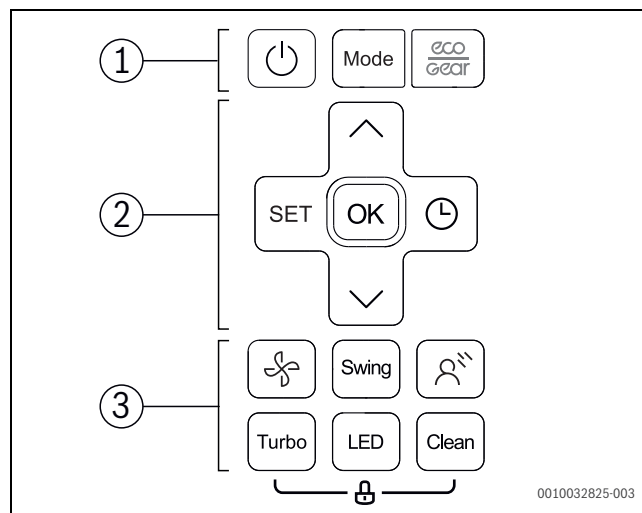 1
Mode
eco
Gear
2
SET
OK
3
Swing
Turbo
LED
Clean
0010032825-003